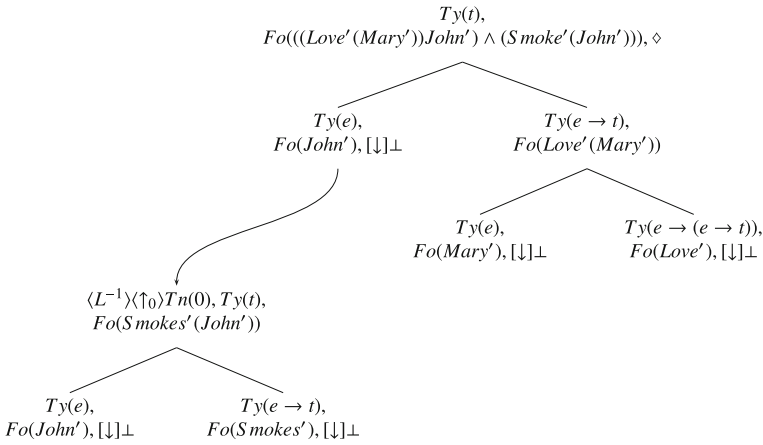 Ty(t),
Fo(((Love′(Mary′))John′) ∧ (Smoke′(John′))), ◊
Ty(e),
Fo(John′), [↓]⊥
Ty(e → t),
Fo(Love′(Mary′))
Ty(e),
Fo(Mary′), [↓]⊥
Ty(e → (e → t)),
Fo(Love′), [↓]⊥
⟨L⁻¹⟩⟨↑₀⟩Tn(0), Ty(t),
Fo(Smokes′(John′))
Ty(e),
Fo(John′), [↓]⊥
Ty(e → t),
Fo(Smokes′), [↓]⊥